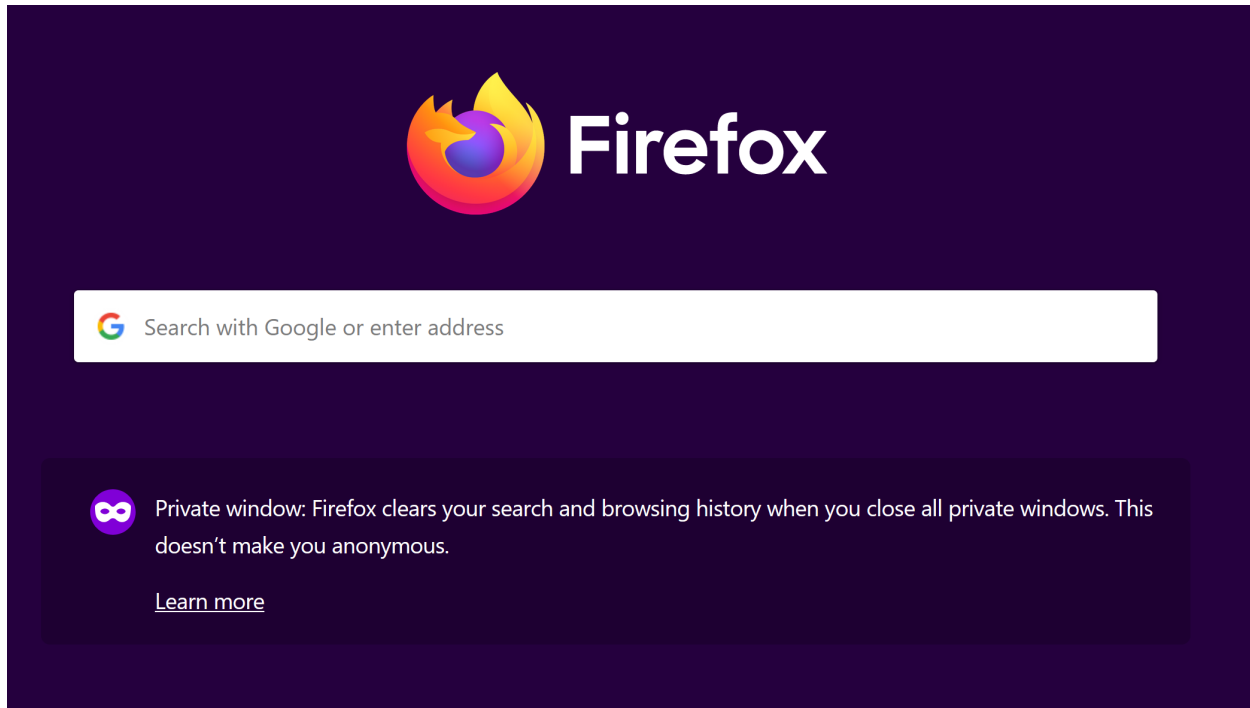 Firefox
Search with Google or enter address
Private window: Firefox clears your search and browsing history when you close all private windows. This
doesn’t make you anonymous.
Learn more